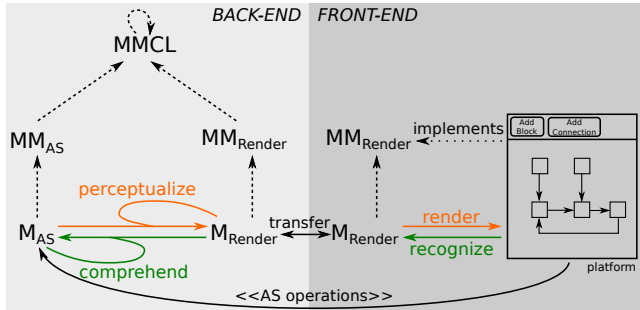 BACK-END
FRONT-END
MMCL
Add Block
Add Connection
MM_AS
MM_Render
MM_Render
implements
perceptualize
M_AS
M_Render
transfer
M_Render
render
recognize
comprehend
platform
<<AS operations>>